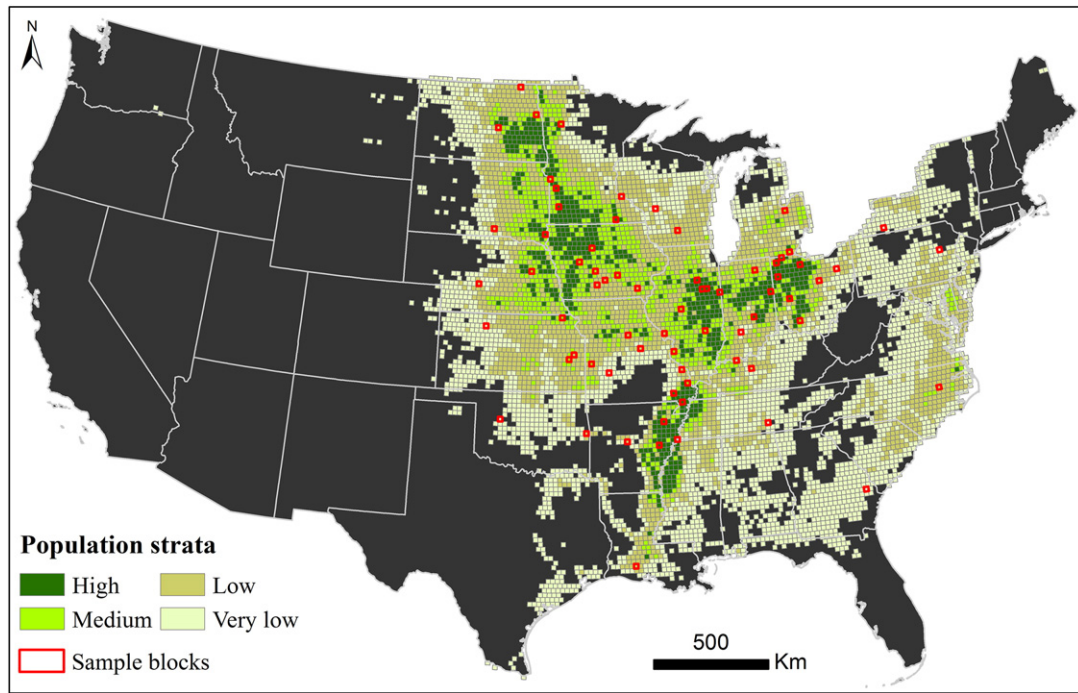 N
Population strata
High Low
Medium Very low
Sample blocks
500
Km